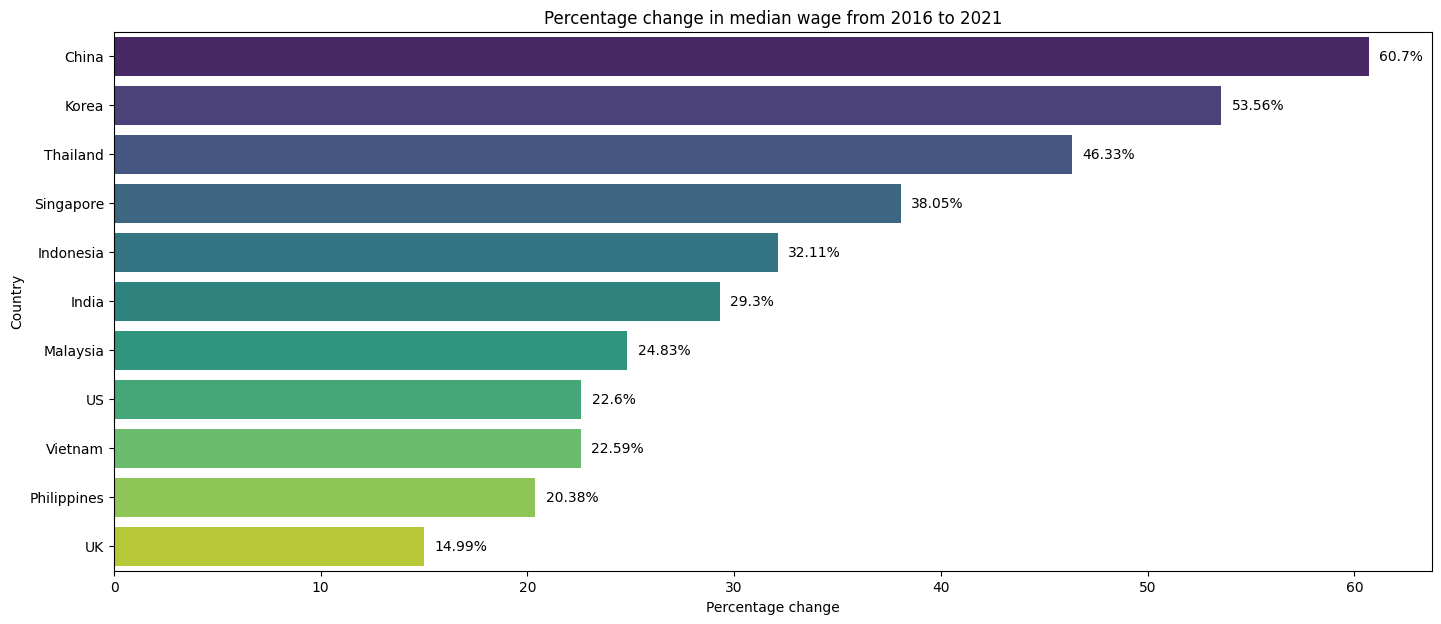 Percentage change in median wage from 2016 to 2021
China 60.7%
Korea 53.56%
Thailand 46.33%
Singapore 38.05%
Indonesia 32.11%
India 29.3%
Malaysia 24.83%
US 22.6%
Vietnam 22.59%
Philippines 20.38%
UK 14.99%
Country
0 10 20 30 40 50 60
Percentage change